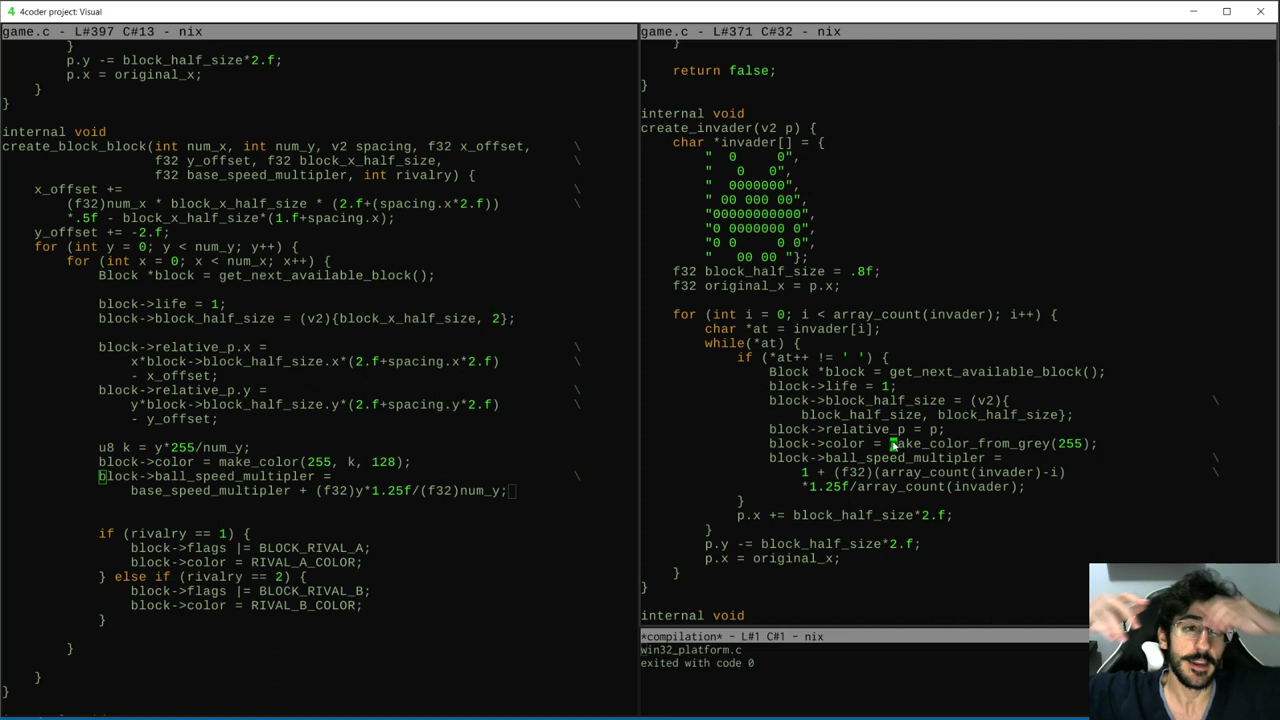 4 4coder project: Visual
game.c - L#397 C#13 - nix
}
p.y -= block_half_size*2.f;
p.x = original_x;
}
}
internal void
create_block_block(int num_x, int num_y, v2 spacing, f32 x_offset, \
f32 y_offset, f32 block_x_half_size, \
f32 base_speed_multipler, int rivalry) {
x_offset += \
(f32)num_x * block_x_half_size * (2.f+(spacing.x*2.f)) \
*.5f - block_x_half_size*(1.f+spacing.x);
y_offset += -2.f;
for (int y = 0; y < num_y; y++) {
for (int x = 0; x < num_x; x++) {
Block *block = get_next_available_block();
block->life = 1;
block->block_half_size = (v2){block_x_half_size, 2};
block->relative_p.x = \
x*block->block_half_size.x*(2.f+spacing.x*2.f) \
- x_offset;
block->relative_p.y = \
y*block->block_half_size.y*(2.f+spacing.y*2.f) \
- y_offset;
u8 k = y*255/num_y;
block->color = make_color(255, k, 128);
block->ball_speed_multipler = \
base_speed_multipler + (f32)y*1.25f/(f32)num_y;
if (rivalry == 1) {
block->flags |= BLOCK_RIVAL_A;
block->color = RIVAL_A_COLOR;
} else if (rivalry == 2) {
block->flags |= BLOCK_RIVAL_B;
block->color = RIVAL_B_COLOR;
}
}
}
}
game.c - L#371 C#32 - nix
}
return false;
}
internal void
create_invader(v2 p) {
char *invader[] = {
"  0     0",
"   0   0",
"  0000000",
" 00 000 00",
"00000000000",
"0 0000000 0",
"0 0     0 0",
"   00 00 "};
f32 block_half_size = .8f;
f32 original_x = p.x;
for (int i = 0; i < array_count(invader); i++) {
char *at = invader[i];
while(*at) {
if (*at++ != ' ') {
Block *block = get_next_available_block();
block->life = 1;
block->block_half_size = (v2){ \
block_half_size, block_half_size};
block->relative_p = p;
block->color = make_color_from_grey(255);
block->ball_speed_multipler = \
1 + (f32)(array_count(invader)-i) \
*1.25f/array_count(invader);
}
p.x += block_half_size*2.f;
}
p.y -= block_half_size*2.f;
p.x = original_x;
}
}
internal void
*compilation* - L#1 C#1 - nix
win32_platform.c
exited with code 0